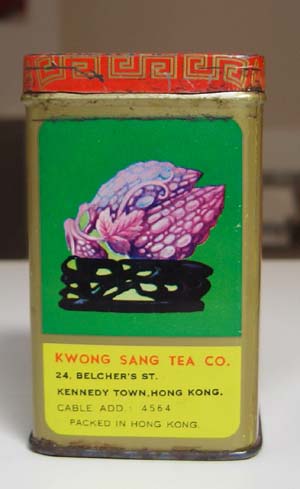 KWONG SANG TEA CO.
24. BELCHER'S ST.
KENNEDY TOWN, HONG KONG.
CABLE ADD.: 4564
PACKED IN HONG KONG.